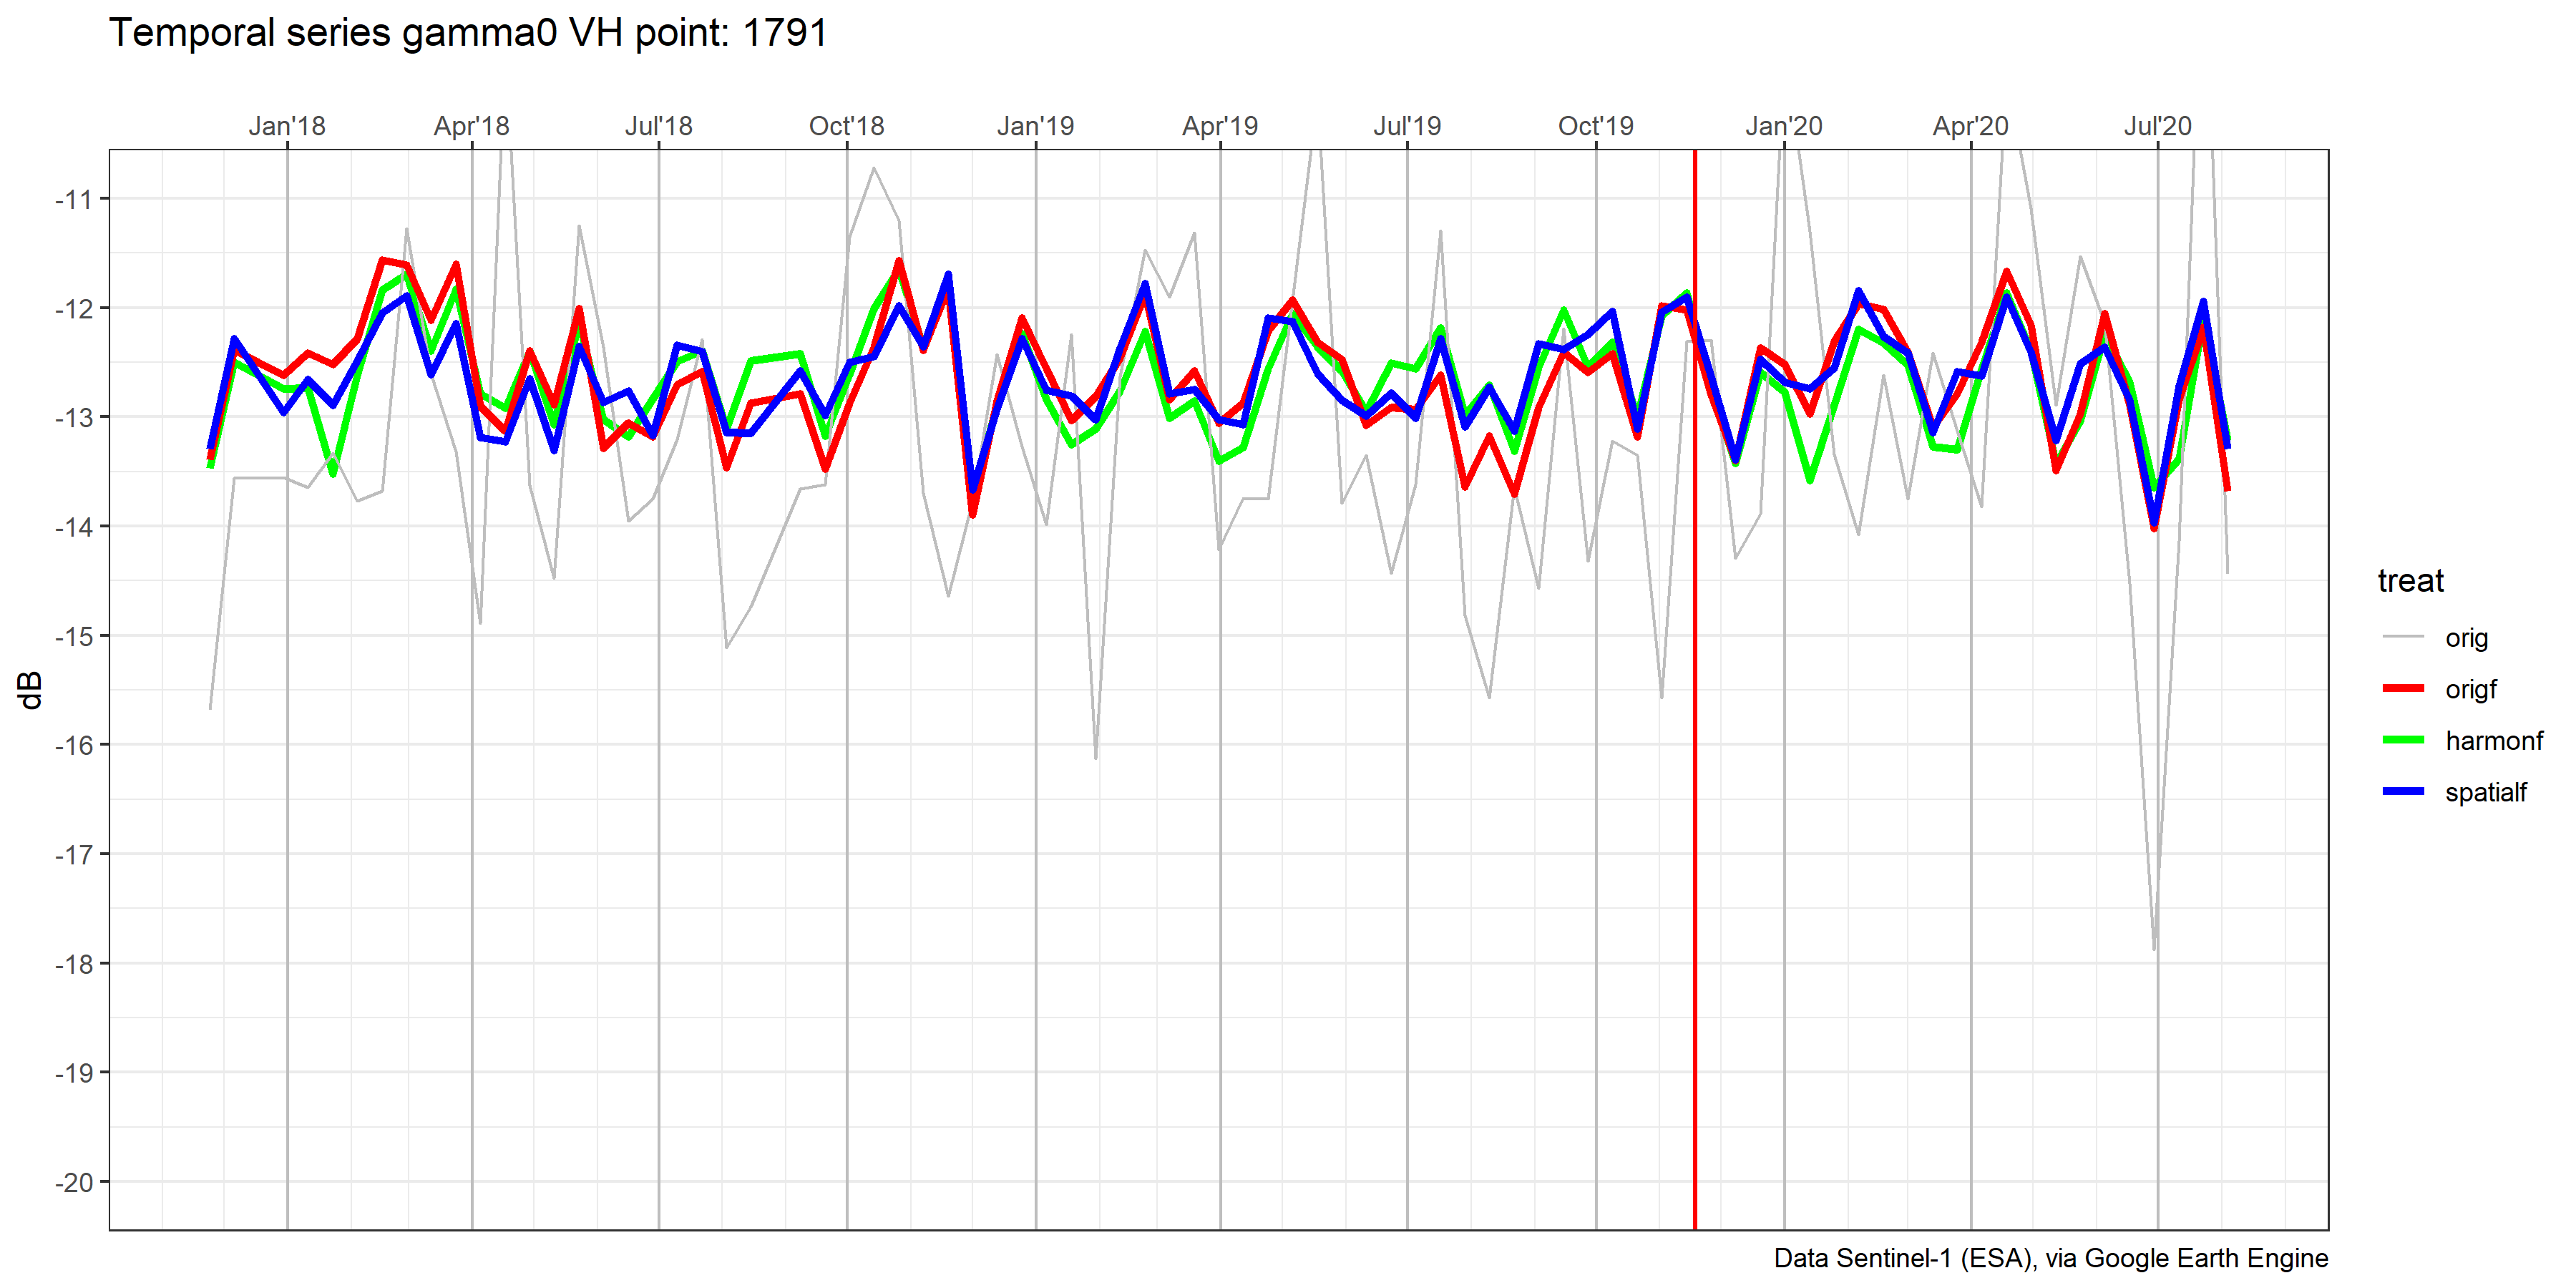 Temporal series gamma0 VH point: 1791
Jan'18 Apr'18 Jul'18 Oct'18 Jan'19 Apr'19 Jul'19 Oct'19 Jan'20 Apr'20 Jul'20
-11
-12
-13
-14
-15
-16
-17
-18
-19
-20
dB
treat
orig
origf
harmonf
spatialf
Data Sentinel-1 (ESA), via Google Earth Engine